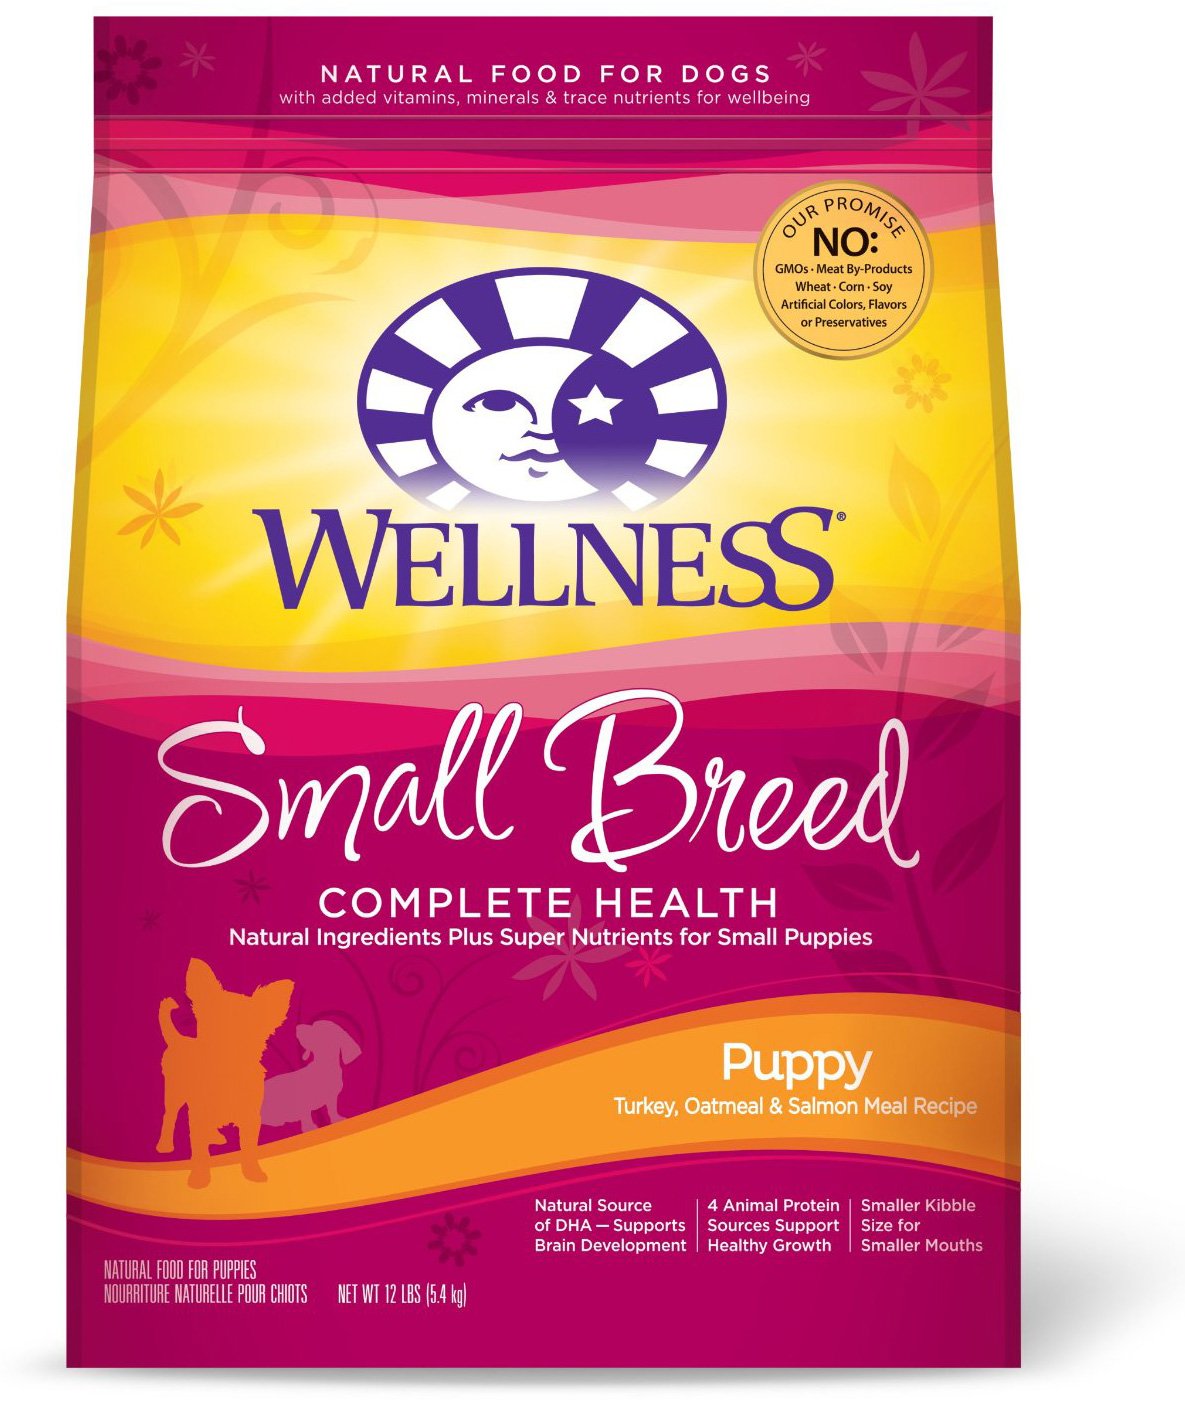 NATURAL FOOD FOR DOGS
with added vitamins, minerals & trace nutrients for wellbeing
OUR PROMISE
NO:
GMOs · Meat By-Products
Wheat · Corn · Soy
Artificial Colors, Flavors
or Preservatives
WELLNESS®
Small Breed
COMPLETE HEALTH
Natural Ingredients Plus Super Nutrients for Small Puppies
Puppy
Turkey, Oatmeal & Salmon Meal Recipe
Natural Source
of DHA — Supports
Brain Development
4 Animal Protein
Sources Support
Healthy Growth
Smaller Kibble
Size for
Smaller Mouths
NATURAL FOOD FOR PUPPIES
NOURRITURE NATURELLE POUR CHIOTS
NET WT 12 LBS (5.4 kg)